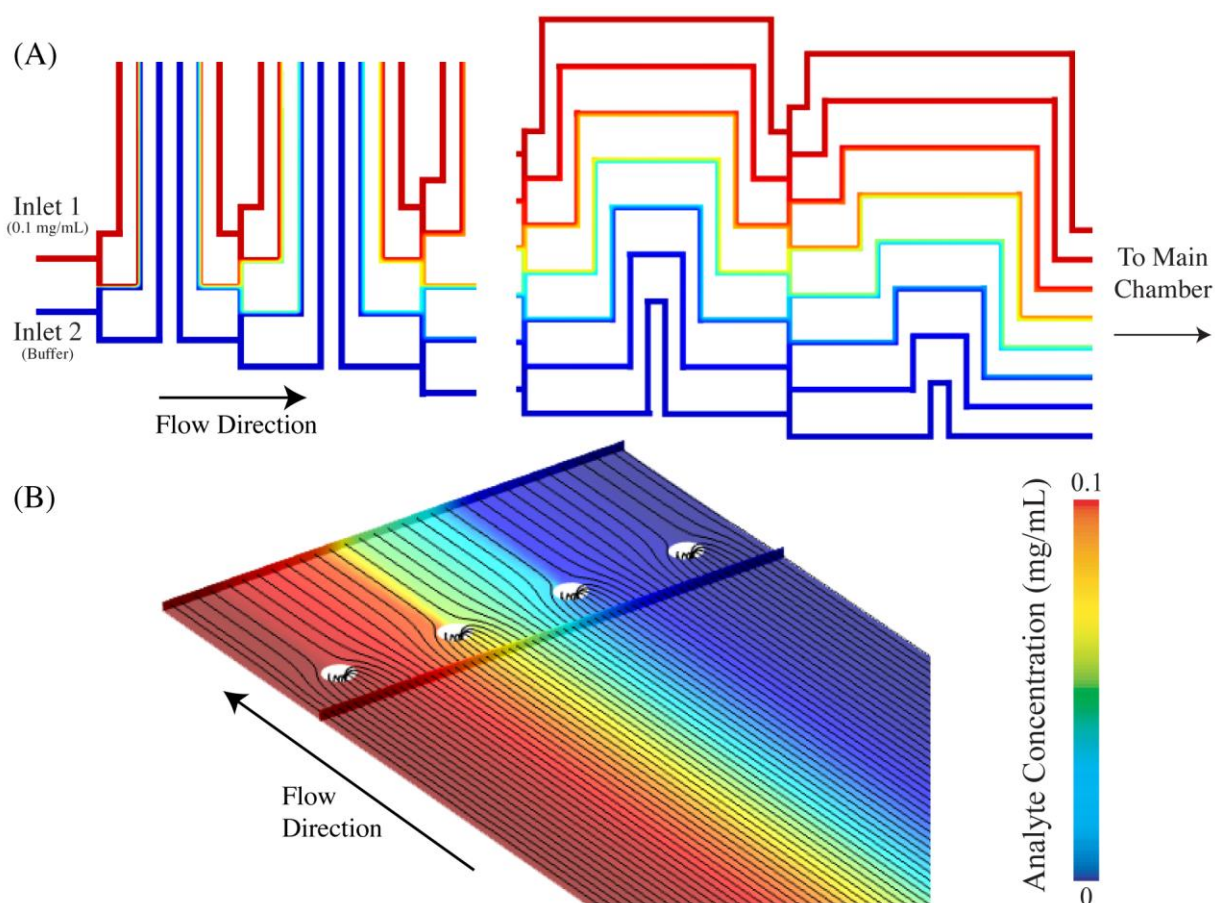 (A)
Inlet 1
(0.1 mg/mL)
Inlet 2
(Buffer)
Flow Direction
To Main
Chamber
(B)
Flow
Direction
Analyte Concentration (mg/mL)
0.1
0